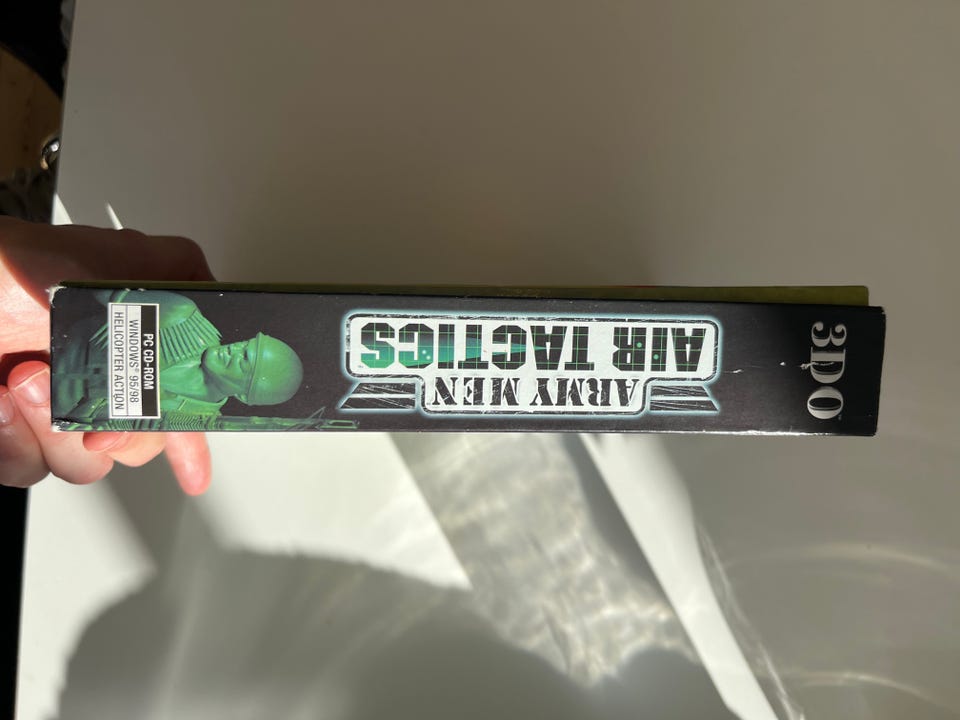 3DO
ARMY MEN
AIR TACTICS
PC CD-ROM
WINDOWS® 95/98
HELICOPTER ACTION